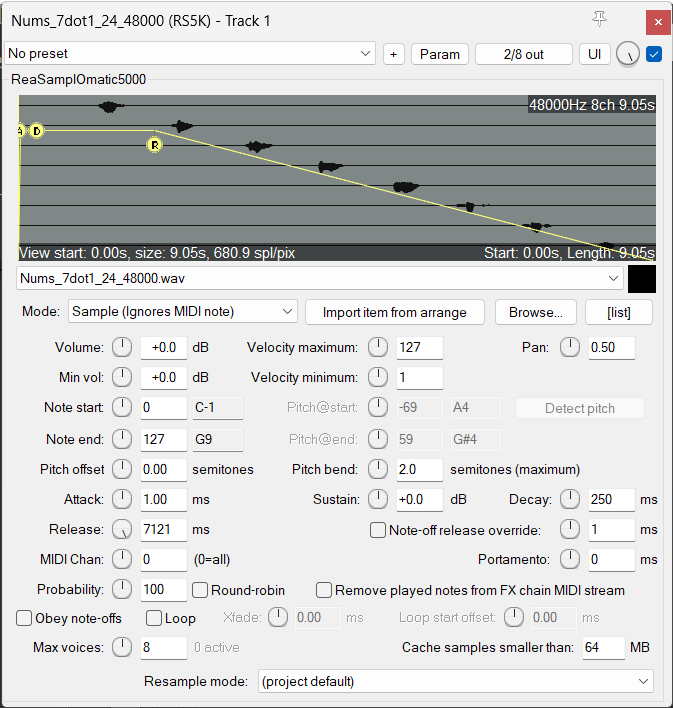 Nums_7dot1_24_48000 (RS5K) - Track 1
No preset + Param 2/8 out UI
ReaSamplOmatic5000
48000Hz 8ch 9.05s
A D
R
View start: 0.00s, size: 9.05s, 680.9 spl/pix Start: 0.00s, Length: 9.05s
Nums_7dot1_24_48000.wav
Mode: Sample (Ignores MIDI note) Import item from arrange Browse... [list]
Volume: +0.0 dB Velocity maximum: 127 Pan: 0.50
Min vol: +0.0 dB Velocity minimum: 1
Note start: 0 C-1 Pitch@start: -69 A4 Detect pitch
Note end: 127 G9 Pitch@end: 59 G#4
Pitch offset 0.00 semitones Pitch bend: 2.0 semitones (maximum)
Attack: 1.00 ms Sustain: +0.0 dB Decay: 250 ms
Release: 7121 ms Note-off release override: 1 ms
MIDI Chan: 0 (0=all) Portamento: 0 ms
Probability: 100 Round-robin Remove played notes from FX chain MIDI stream
Obey note-offs Loop Xfade: 0.00 ms Loop start offset: 0.00 ms
Max voices: 8 0 active Cache samples smaller than: 64 MB
Resample mode: (project default)